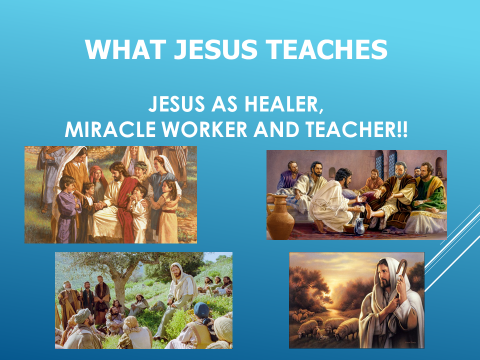 WHAT JESUS TEACHES
JESUS AS HEALER,
MIRACLE WORKER AND TEACHER!!